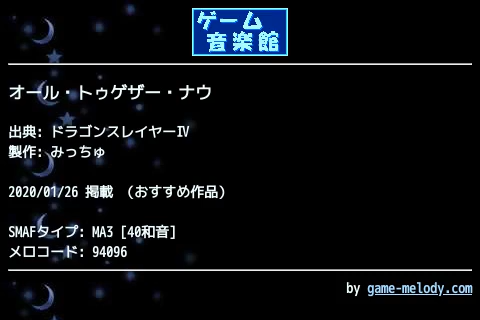 ゲーム
音楽館
オール・トゥゲザー・ナウ
出典: ドラゴンスレイヤーⅣ
製作: みっちゅ
2020/01/26 掲載 (おすすめ作品)
SMAFタイプ: MA3 [40和音]
メロコード: 94096
by game-melody.com